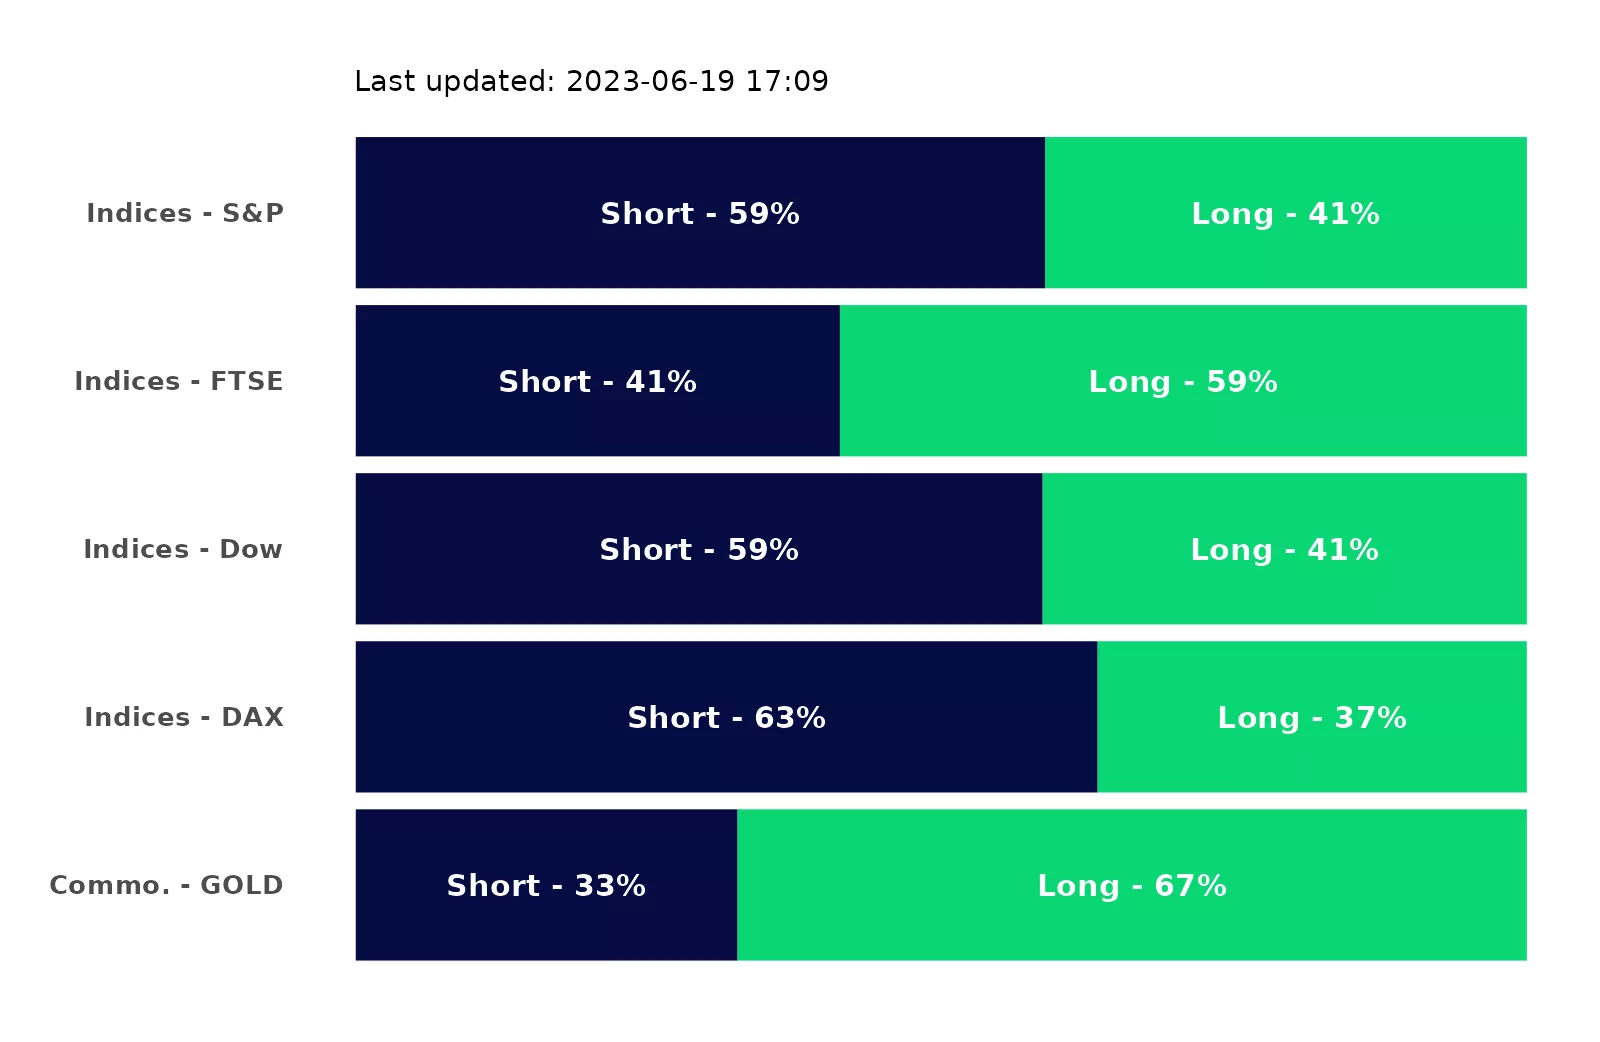 Last updated: 2023-06-19 17:09
Indices - S&P Short - 59% Long - 41%
Indices - FTSE Short - 41% Long - 59%
Indices - Dow Short - 59% Long - 41%
Indices - DAX Short - 63% Long - 37%
Commo. - GOLD Short - 33% Long - 67%